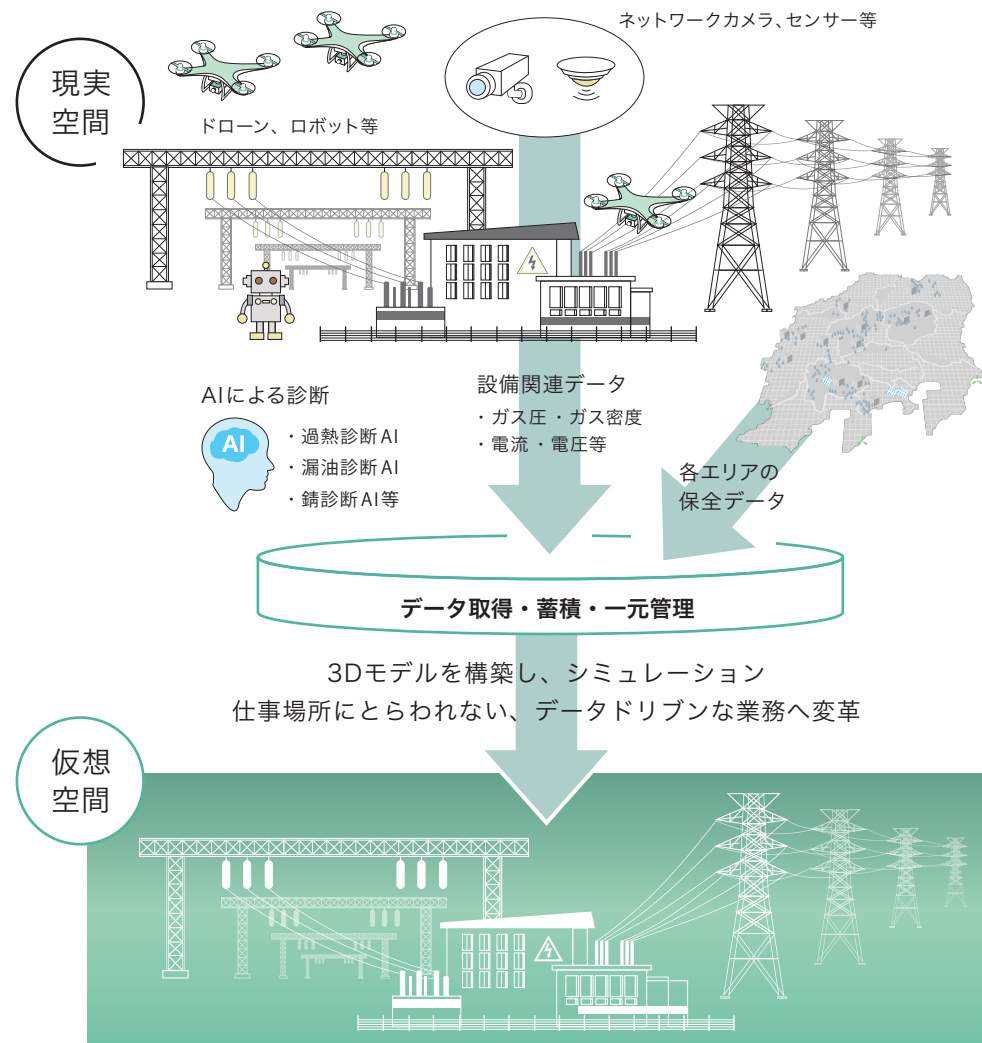 ネットワークカメラ、センサー等
現実
空間
ドローン、ロボット等
AIによる診断
AI
・過熱診断AI
・漏油診断AI
・錆診断AI等
設備関連データ
・ガス圧 ・ガス密度
・電流 ・電圧等
各エリアの
保全データ
データ取得・蓄積・一元管理
3Dモデルを構築し、シミュレーション
仕事場所にとらわれない、データドリブンな業務へ変革
仮想
空間